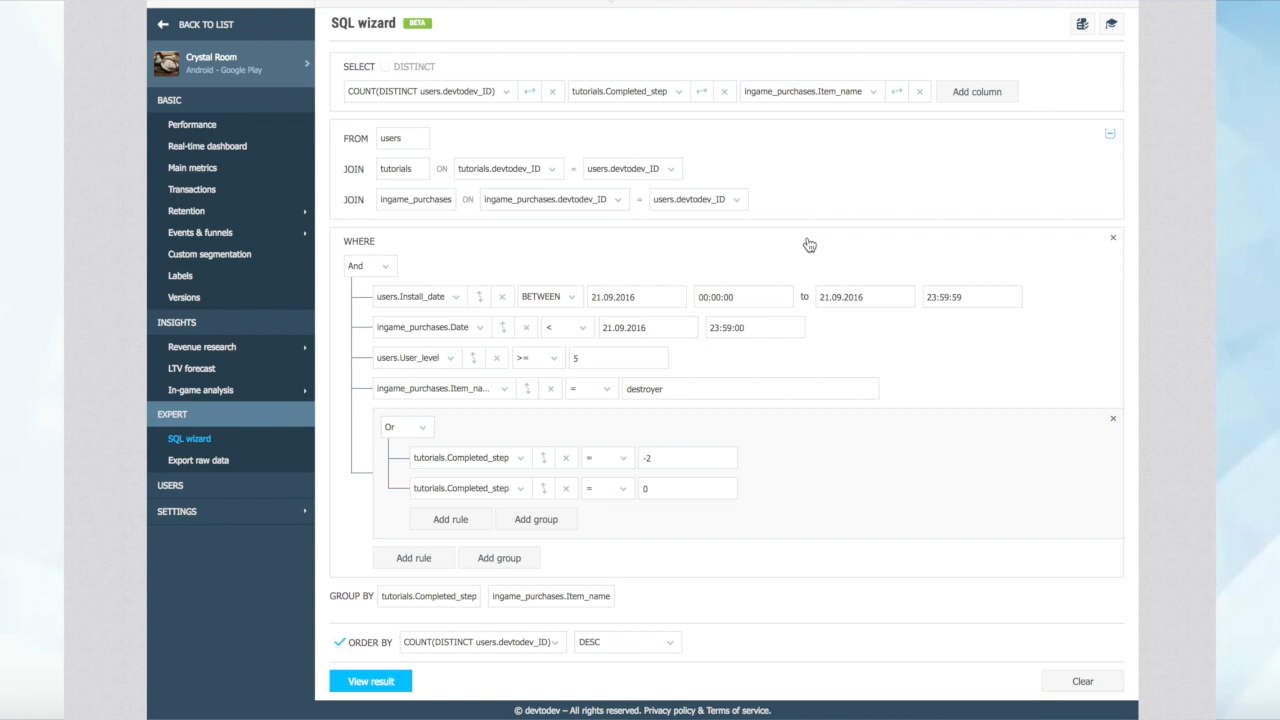 BACK TO LIST
Crystal Room
Android - Google Play
BASIC
Performance
Real-time dashboard
Main metrics
Transactions
Retention
Events & funnels
Custom segmentation
Labels
Versions
INSIGHTS
Revenue research
LTV forecast
In-game analysis
EXPERT
SQL wizard
Export raw data
USERS
SETTINGS
SQL wizard BETA
SELECT DISTINCT
COUNT(DISTINCT users.devtodev_ID) tutorials.Completed_step ingame_purchases.Item_name Add column
FROM users
JOIN tutorials ON tutorials.devtodev_ID = users.devtodev_ID
JOIN ingame_purchases ON ingame_purchases.devtodev_ID = users.devtodev_ID
WHERE
And
users.Install_date BETWEEN 21.09.2016 00:00:00 to 21.09.2016 23:59:59
ingame_purchases.Date < 21.09.2016 23:59:00
users.User_level >= 5
ingame_purchases.Item_na... = destroyer
Or
tutorials.Completed_step = -2
tutorials.Completed_step = 0
Add rule Add group
Add rule Add group
GROUP BY tutorials.Completed_step ingame_purchases.Item_name
ORDER BY COUNT(DISTINCT users.devtodev_ID) DESC
View result Clear
© devtodev – All rights reserved. Privacy policy & Terms of service.